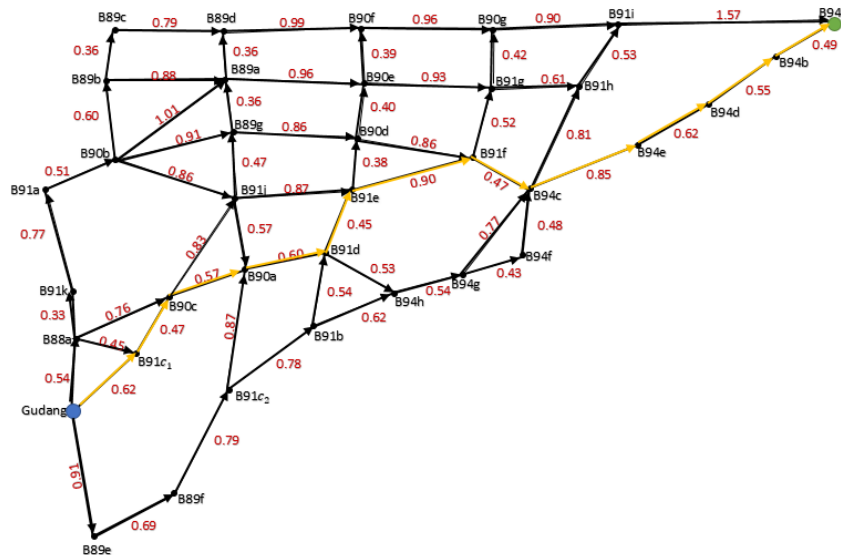 B89c 0.79 B89d 0.99 B90f 0.96 B90g 0.90 B91i 1.57 B94
0.36 0.36 0.39 0.42 0.53 0.49
B94b
B89b 0.88 B89a 0.96 B90e 0.93 B91g 0.61 B91h 0.55
0.60 1.01 0.36 0.40 0.52 0.81 B94d
0.91 B89g 0.86 B90d 0.86 B91f 0.62
B90b 0.86 0.47 0.38 0.47 B94e
0.51 0.85
B91a B91j 0.87 B91e 0.90 B94c
0.77 0.83 0.57 0.45 0.77 0.48
0.60 B91d B94f
0.57 B90a 0.53 0.43
B91k B90c 0.54 B94h 0.54 B94g
0.33 0.76 0.47 0.87 0.62
B88a 0.45 B91b
B91c₁
0.54 0.62 0.78
Gudang B91c₂
0.79
0.91 B89f
0.69
B89e